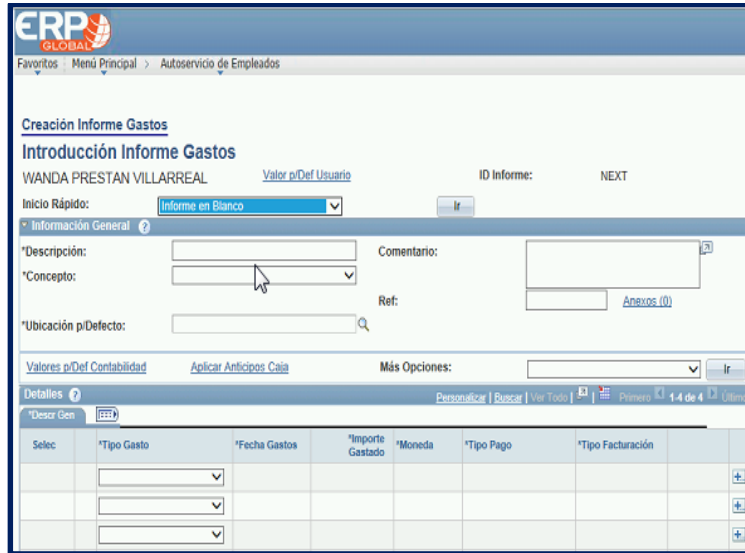 ERP
GLOBAL
Favoritos Menú Principal > Autoservicio de Empleados
Creación Informe Gastos
Introducción Informe Gastos
WANDA PRESTAN VILLARREAL Valor p/Def Usuario ID Informe: NEXT
Inicio Rápido: Informe en Blanco Ir
Información General ?
*Descripción: Comentario:
*Concepto:
Ref: Anexos (0)
*Ubicación p/Defecto:
Valores p/Def Contabilidad Aplicar Anticipos Caja Más Opciones: Ir
Detalles ? Personalizar | Buscar | Ver Todo | Primero 1-4 de 4 Último
*Descr Gen
Selec *Tipo Gasto *Fecha Gastos *Importe Gastado *Moneda *Tipo Pago *Tipo Facturación